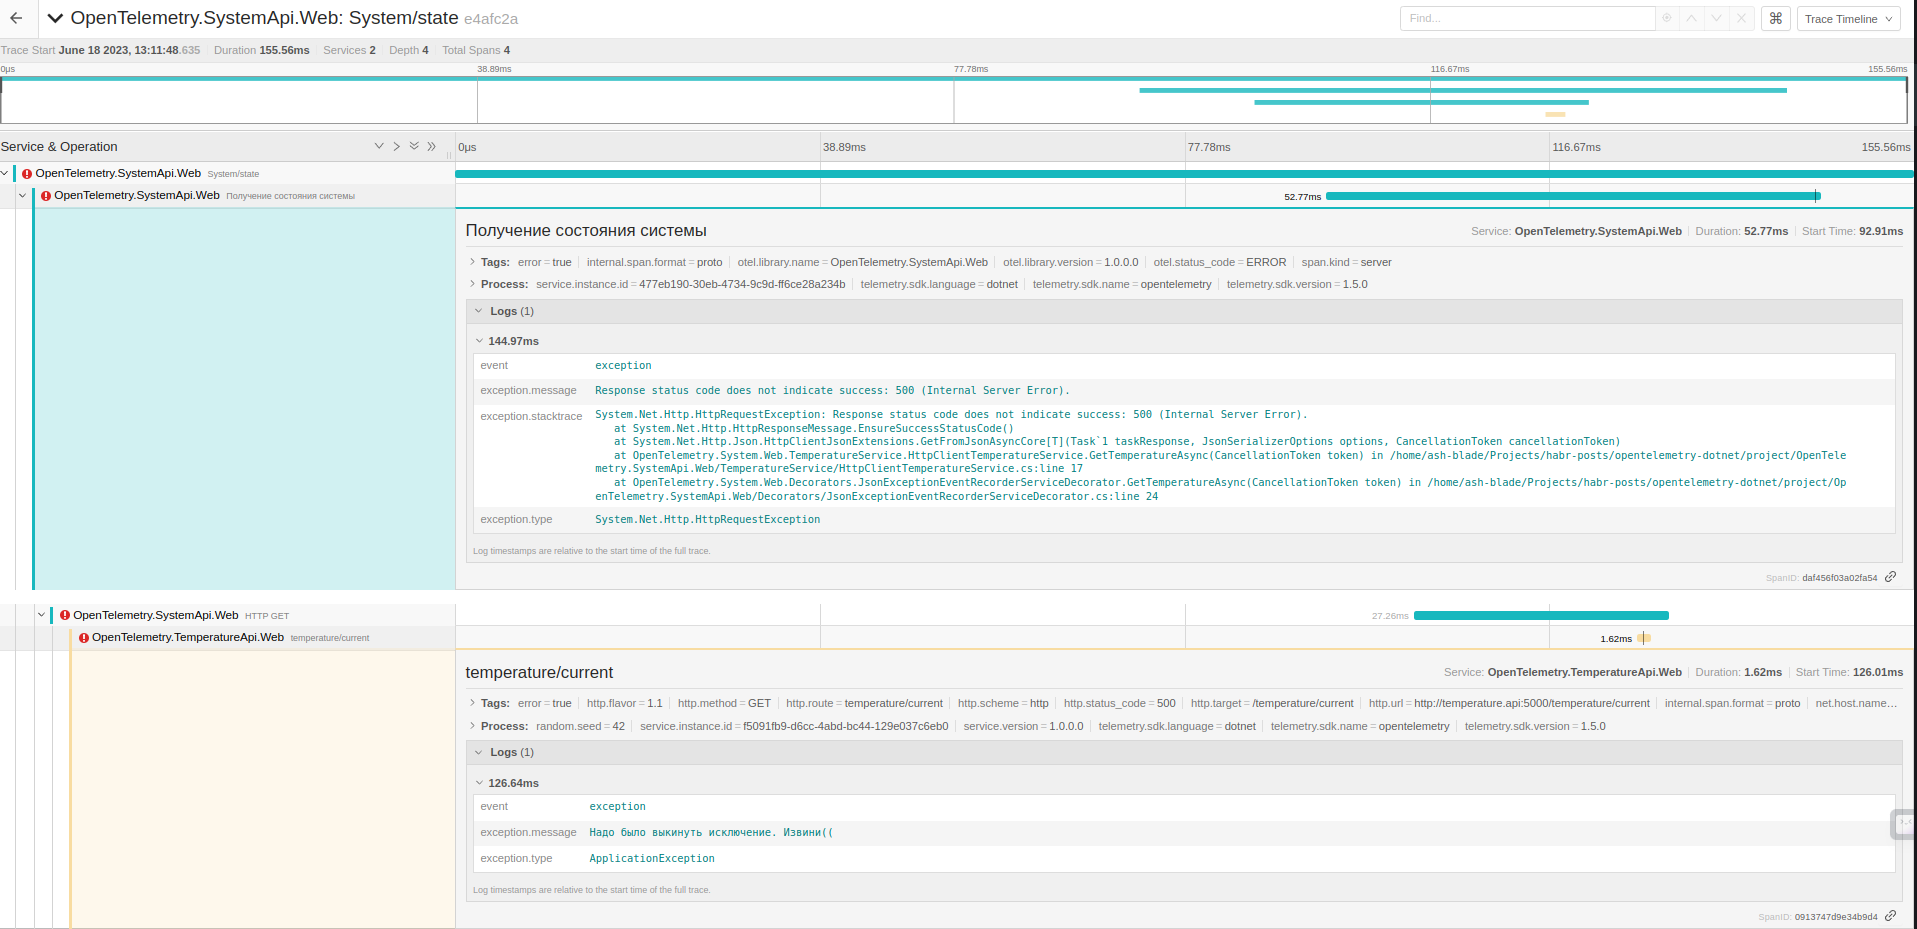 OpenTelemetry.SystemApi.Web: System/state e4afc2a
Find...
⌘
Trace Timeline
Trace Start June 18 2023, 13:11:48.635 Duration 155.56ms Services 2 Depth 4 Total Spans 4
0μs 38.89ms 77.78ms 116.67ms 155.56ms
Service & Operation 0μs 38.89ms 77.78ms 116.67ms 155.56ms
OpenTelemetry.SystemApi.Web System/state
OpenTelemetry.SystemApi.Web Получение состояния системы 52.77ms
Получение состояния системы Service: OpenTelemetry.SystemApi.Web Duration: 52.77ms Start Time: 92.91ms
Tags: error = true internal.span.format = proto otel.library.name = OpenTelemetry.SystemApi.Web otel.library.version = 1.0.0.0 otel.status_code = ERROR span.kind = server
Process: service.instance.id = 477eb190-30eb-4734-9c9d-ff6ce28a234b telemetry.sdk.language = dotnet telemetry.sdk.name = opentelemetry telemetry.sdk.version = 1.5.0
Logs (1)
144.97ms
event exception
exception.message Response status code does not indicate success: 500 (Internal Server Error).
exception.stacktrace System.Net.Http.HttpRequestException: Response status code does not indicate success: 500 (Internal Server Error).
at System.Net.Http.HttpResponseMessage.EnsureSuccessStatusCode()
at System.Net.Http.Json.HttpClientJsonExtensions.GetFromJsonAsyncCore[T](Task`1 taskResponse, JsonSerializerOptions options, CancellationToken cancellationToken)
at OpenTelemetry.System.Web.TemperatureService.HttpClientTemperatureService.GetTemperatureAsync(CancellationToken token) in /home/ash-blade/Projects/habr-posts/opentelemetry-dotnet/project/OpenTele
metry.SystemApi.Web/TemperatureService/HttpClientTemperatureService.cs:line 17
at OpenTelemetry.System.Web.Decorators.JsonExceptionEventRecorderServiceDecorator.GetTemperatureAsync(CancellationToken token) in /home/ash-blade/Projects/habr-posts/opentelemetry-dotnet/project/Op
enTelemetry.SystemApi.Web/Decorators/JsonExceptionEventRecorderServiceDecorator.cs:line 24
exception.type System.Net.Http.HttpRequestException
Log timestamps are relative to the start time of the full trace.
SpanID: daf456f03a02fa54
OpenTelemetry.SystemApi.Web HTTP GET 27.26ms
OpenTelemetry.TemperatureApi.Web temperature/current 1.62ms
temperature/current Service: OpenTelemetry.TemperatureApi.Web Duration: 1.62ms Start Time: 126.01ms
Tags: error = true http.flavor = 1.1 http.method = GET http.route = temperature/current http.scheme = http http.status_code = 500 http.target = /temperature/current http.url = http://temperature.api:5000/temperature/current internal.span.format = proto net.host.name...
Process: random.seed = 42 service.instance.id = f5091fb9-d6cc-4abd-bc44-129e037c6eb0 service.version = 1.0.0.0 telemetry.sdk.language = dotnet telemetry.sdk.name = opentelemetry telemetry.sdk.version = 1.5.0
Logs (1)
126.64ms
event exception
exception.message Надо было выкинуть исключение. Извини((
exception.type ApplicationException
Log timestamps are relative to the start time of the full trace.
SpanID: 0913747d9e34b9d4